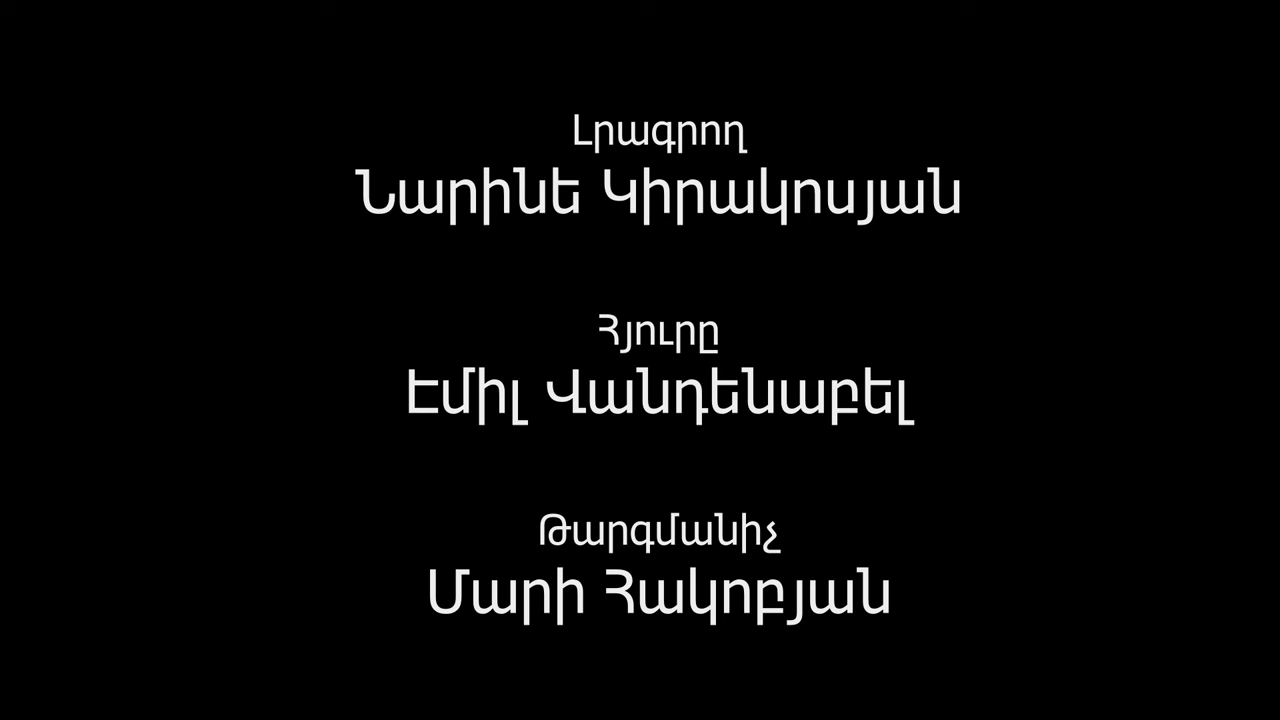 Լրագրող
Նարինե Կիրակոսյան
Հյուրը
Էմիլ Վանդենաբել
Թարգմանիչ
Մարի Հակոբյան